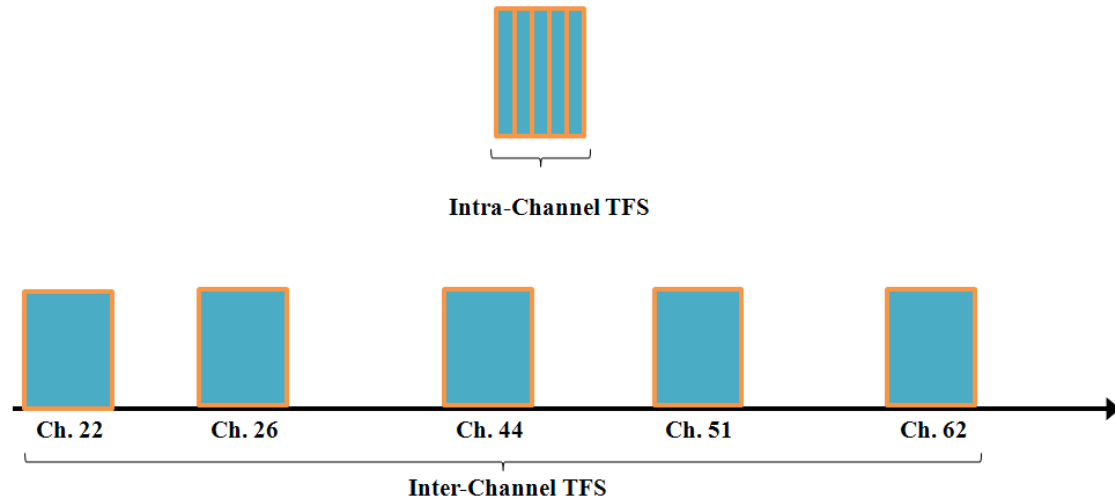 Intra-Channel TFS
Ch. 22 Ch. 26 Ch. 44 Ch. 51 Ch. 62
Inter-Channel TFS